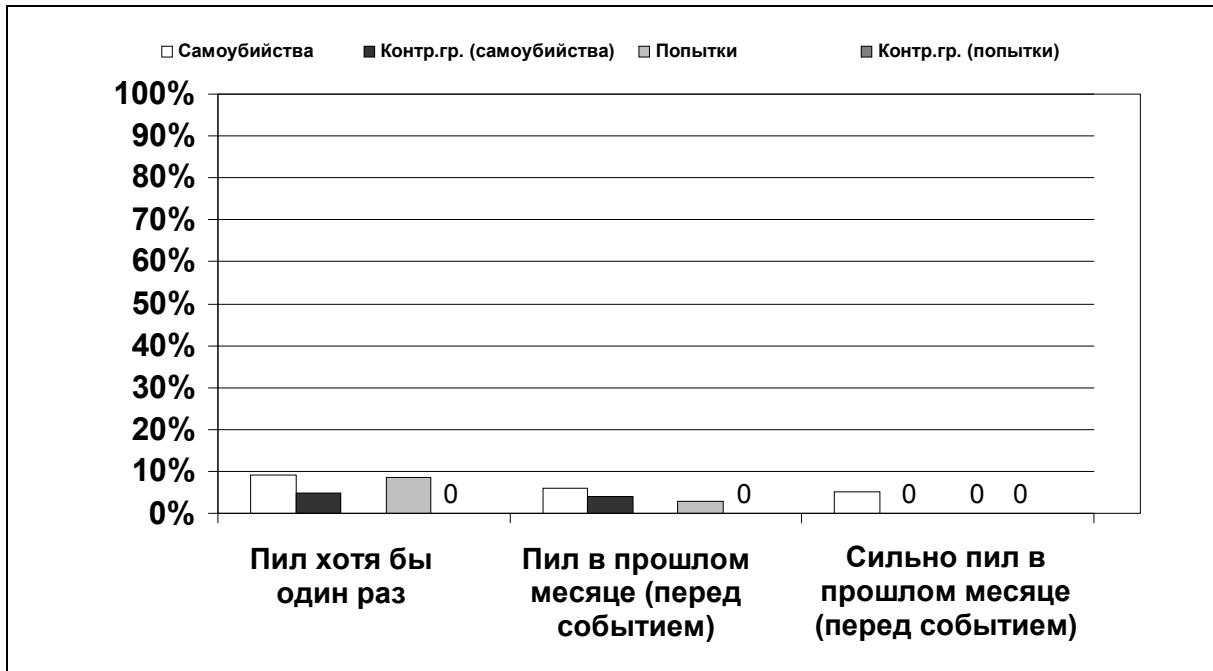 Самоубийства Контр.гр. (самоубийства) Попытки Контр.гр. (попытки)
100%
90%
80%
70%
60%
50%
40%
30%
20%
10%
0%
0 0 0 0 0
Пил хотя бы
один раз
Пил в прошлом
месяце (перед
событием)
Сильно пил в
прошлом месяце
(перед событием)